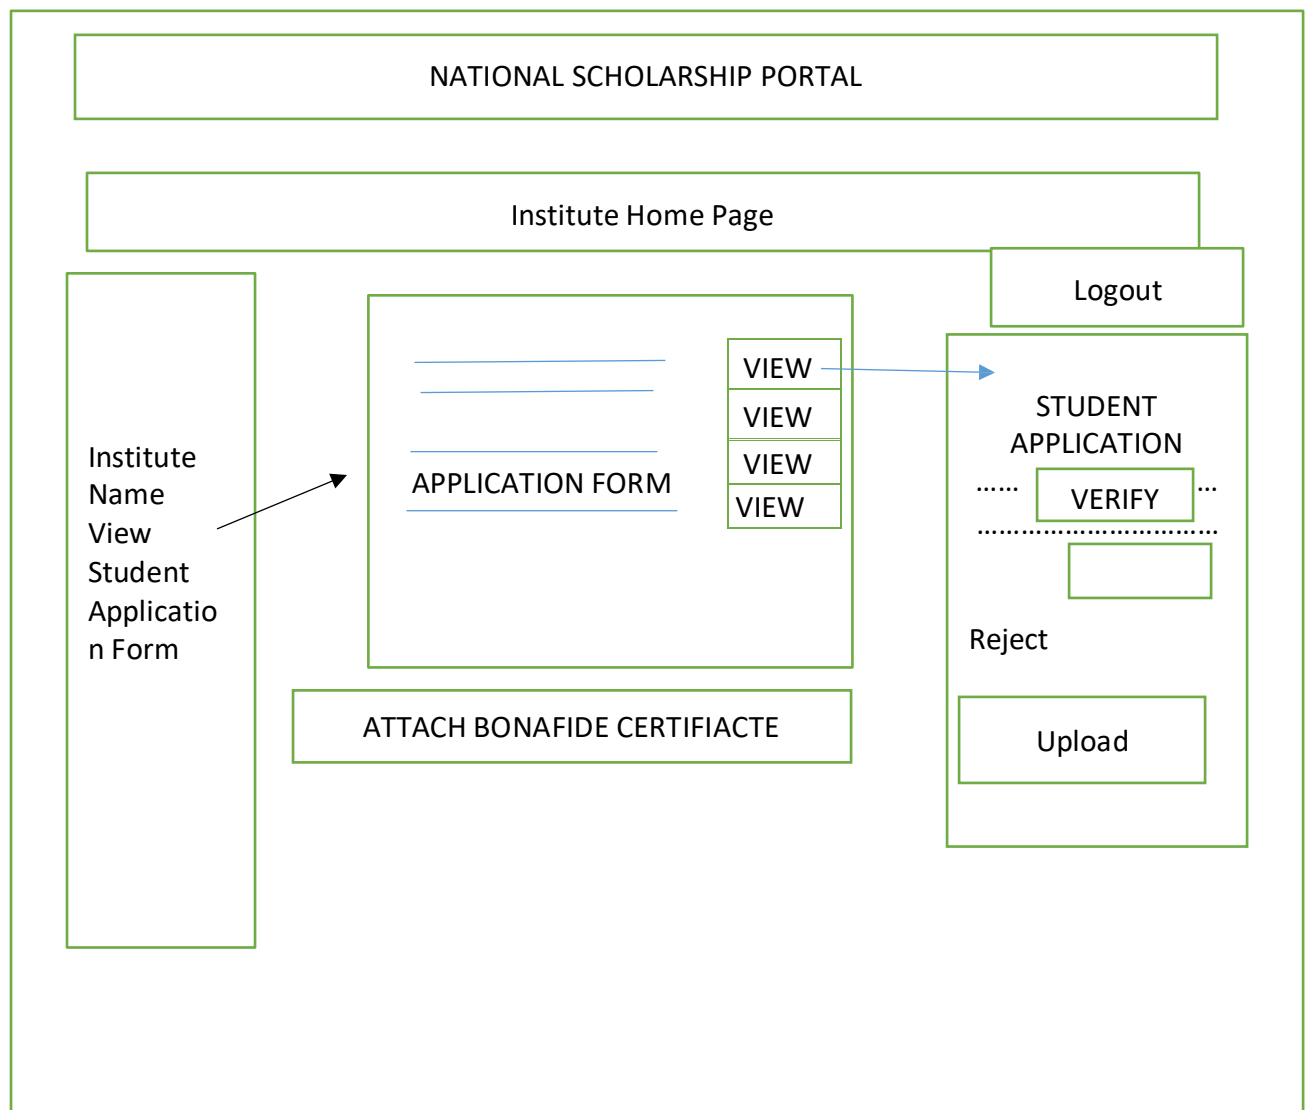 NATIONAL SCHOLARSHIP PORTAL
Institute Home Page
Logout
Institute
Name
View
Student
Applicatio
n Form
APPLICATION FORM
VIEW
VIEW
VIEW
VIEW
STUDENT
APPLICATION
…… VERIFY …
……………………………
Reject
Upload
ATTACH BONAFIDE CERTIFIACTE